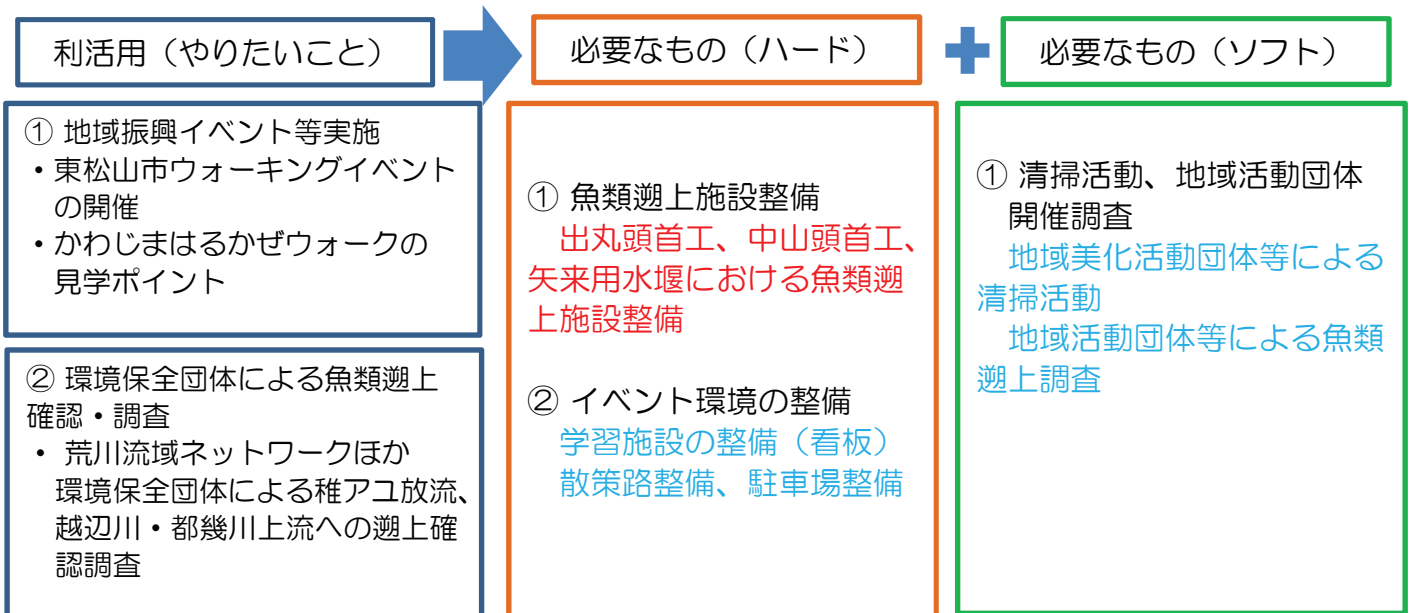 利活用（やりたいこと）
必要なもの（ハード）
必要なもの（ソフト）
① 地域振興イベント等実施
・東松山市ウォーキングイベント
の開催
・かわじまはるかぜウォークの
見学ポイント
② 環境保全団体による魚類遡上
確認・調査
・ 荒川流域ネットワークほか
環境保全団体による稚アユ放流、
越辺川・都幾川上流への遡上確
認調査
① 魚類遡上施設整備
出丸頭首工、中山頭首工、
矢来用水堰における魚類遡
上施設整備
② イベント環境の整備
学習施設の整備（看板）
散策路整備、駐車場整備
① 清掃活動、地域活動団体
開催調査
地域美化活動団体等による
清掃活動
地域活動団体等による魚類
遡上調査